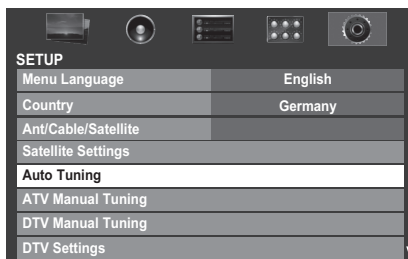 SETUP
Menu Language English
Country Germany
Ant/Cable/Satellite
Satellite Settings
Auto Tuning
ATV Manual Tuning
DTV Manual Tuning
DTV Settings